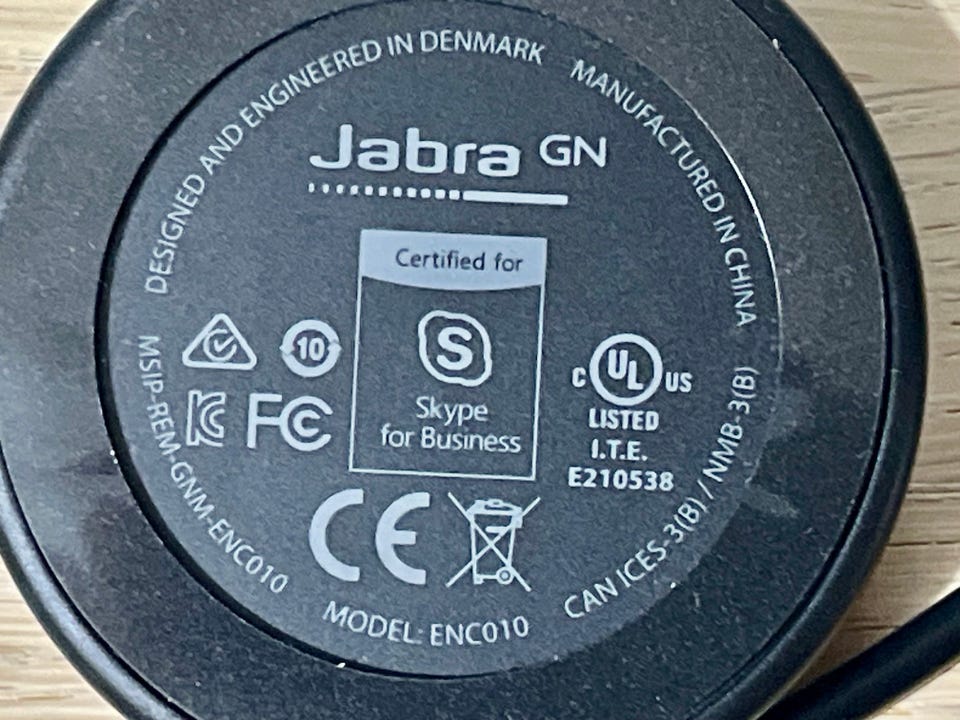 DESIGNED AND ENGINEERED IN DENMARK
MANUFACTURED IN CHINA
Jabra GN
Certified for
S
Skype
for Business
10
FC
C UL US
LISTED
I.T.E.
E210538
CE
MSIP-REM-GNM-ENC010
MODEL: ENC010
CAN ICES-3(B) / NMB-3(B)